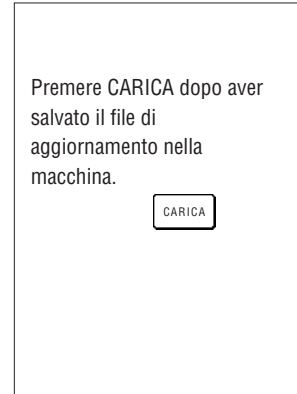 Premere CARICA dopo aver
salvato il file di
aggiornamento nella
macchina.
CARICA